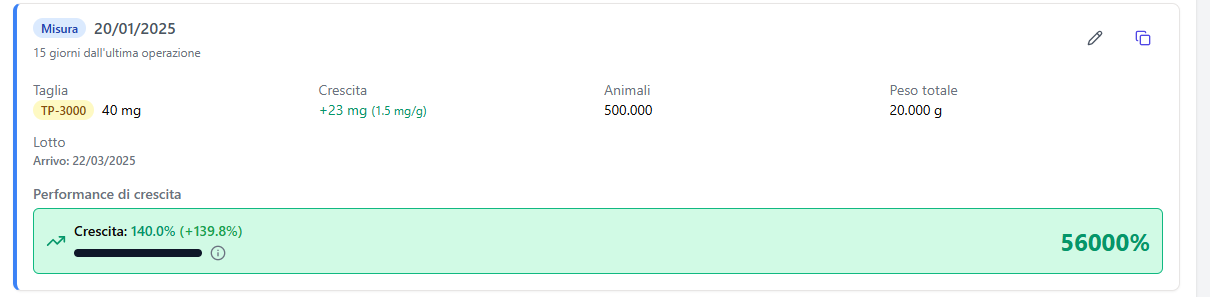 Misura 20/01/2025
15 giorni dall'ultima operazione
Taglia Crescita Animali Peso totale
TP-3000 40 mg +23 mg (1.5 mg/g) 500.000 20.000 g
Lotto
Arrivo: 22/03/2025
Performance di crescita
Crescita: 140.0% (+139.8%)
56000%